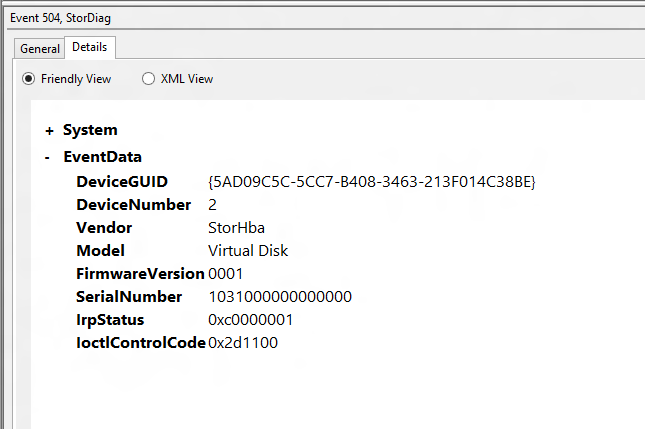 Event 504, StorDiag
General Details
Friendly View XML View
+ System
- EventData
DeviceGUID {5AD09C5C-5CC7-B408-3463-213F014C38BE}
DeviceNumber 2
Vendor StorHba
Model Virtual Disk
FirmwareVersion 0001
SerialNumber 1031000000000000
IrpStatus 0xc0000001
IoctlControlCode 0x2d1100